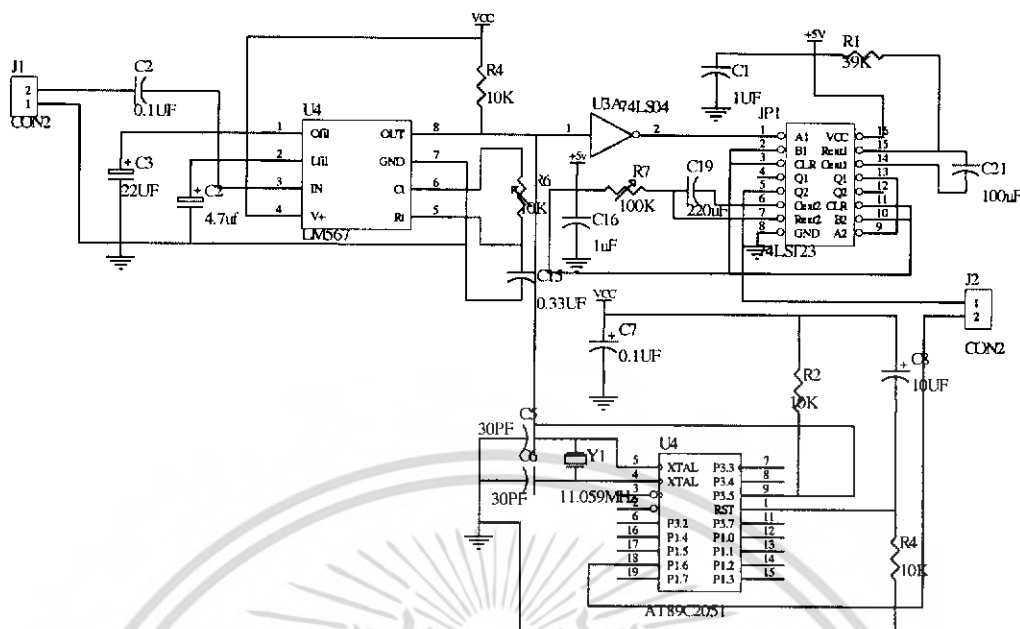 VCC
J1
2
1
CON2
C2
0.1UF
R4
10K
U4
1
Ofil
OUT
8
2
Lfil
GND
7
3
IN
Ct
6
4
V+
Rt
5
LM567
C3
22UF
C2
4.7uf
R6
10K
C15
0.33UF
+5V
R1
39K
C1
1UF
U3A
74LS04
1
2
JP1
1
A1
VCC
16
2
B1
Rext1
15
3
CLR
Cext1
14
4
Q1
Q1
13
5
Q2
Q2
12
6
Cext2
CLR
11
7
Rext2
B2
10
8
GND
A2
9
74LS123
C21
100uF
+5v
R7
100K
C19
220uF
C16
1uF
J2
1
2
CON2
VCC
C7
0.1UF
R2
10K
C8
10UF
C5
30PF
C6
30PF
Y1
11.059MHz
U4
5
XTAL
P3.3
7
4
XTAL
P3.4
8
3
P3.5
9
2
RST
1
6
P3.2
P3.7
11
16
P1.4
P1.0
12
17
P1.5
P1.1
13
18
P1.6
P1.2
14
19
P1.7
P1.3
15
AT89C2051
R4
10K